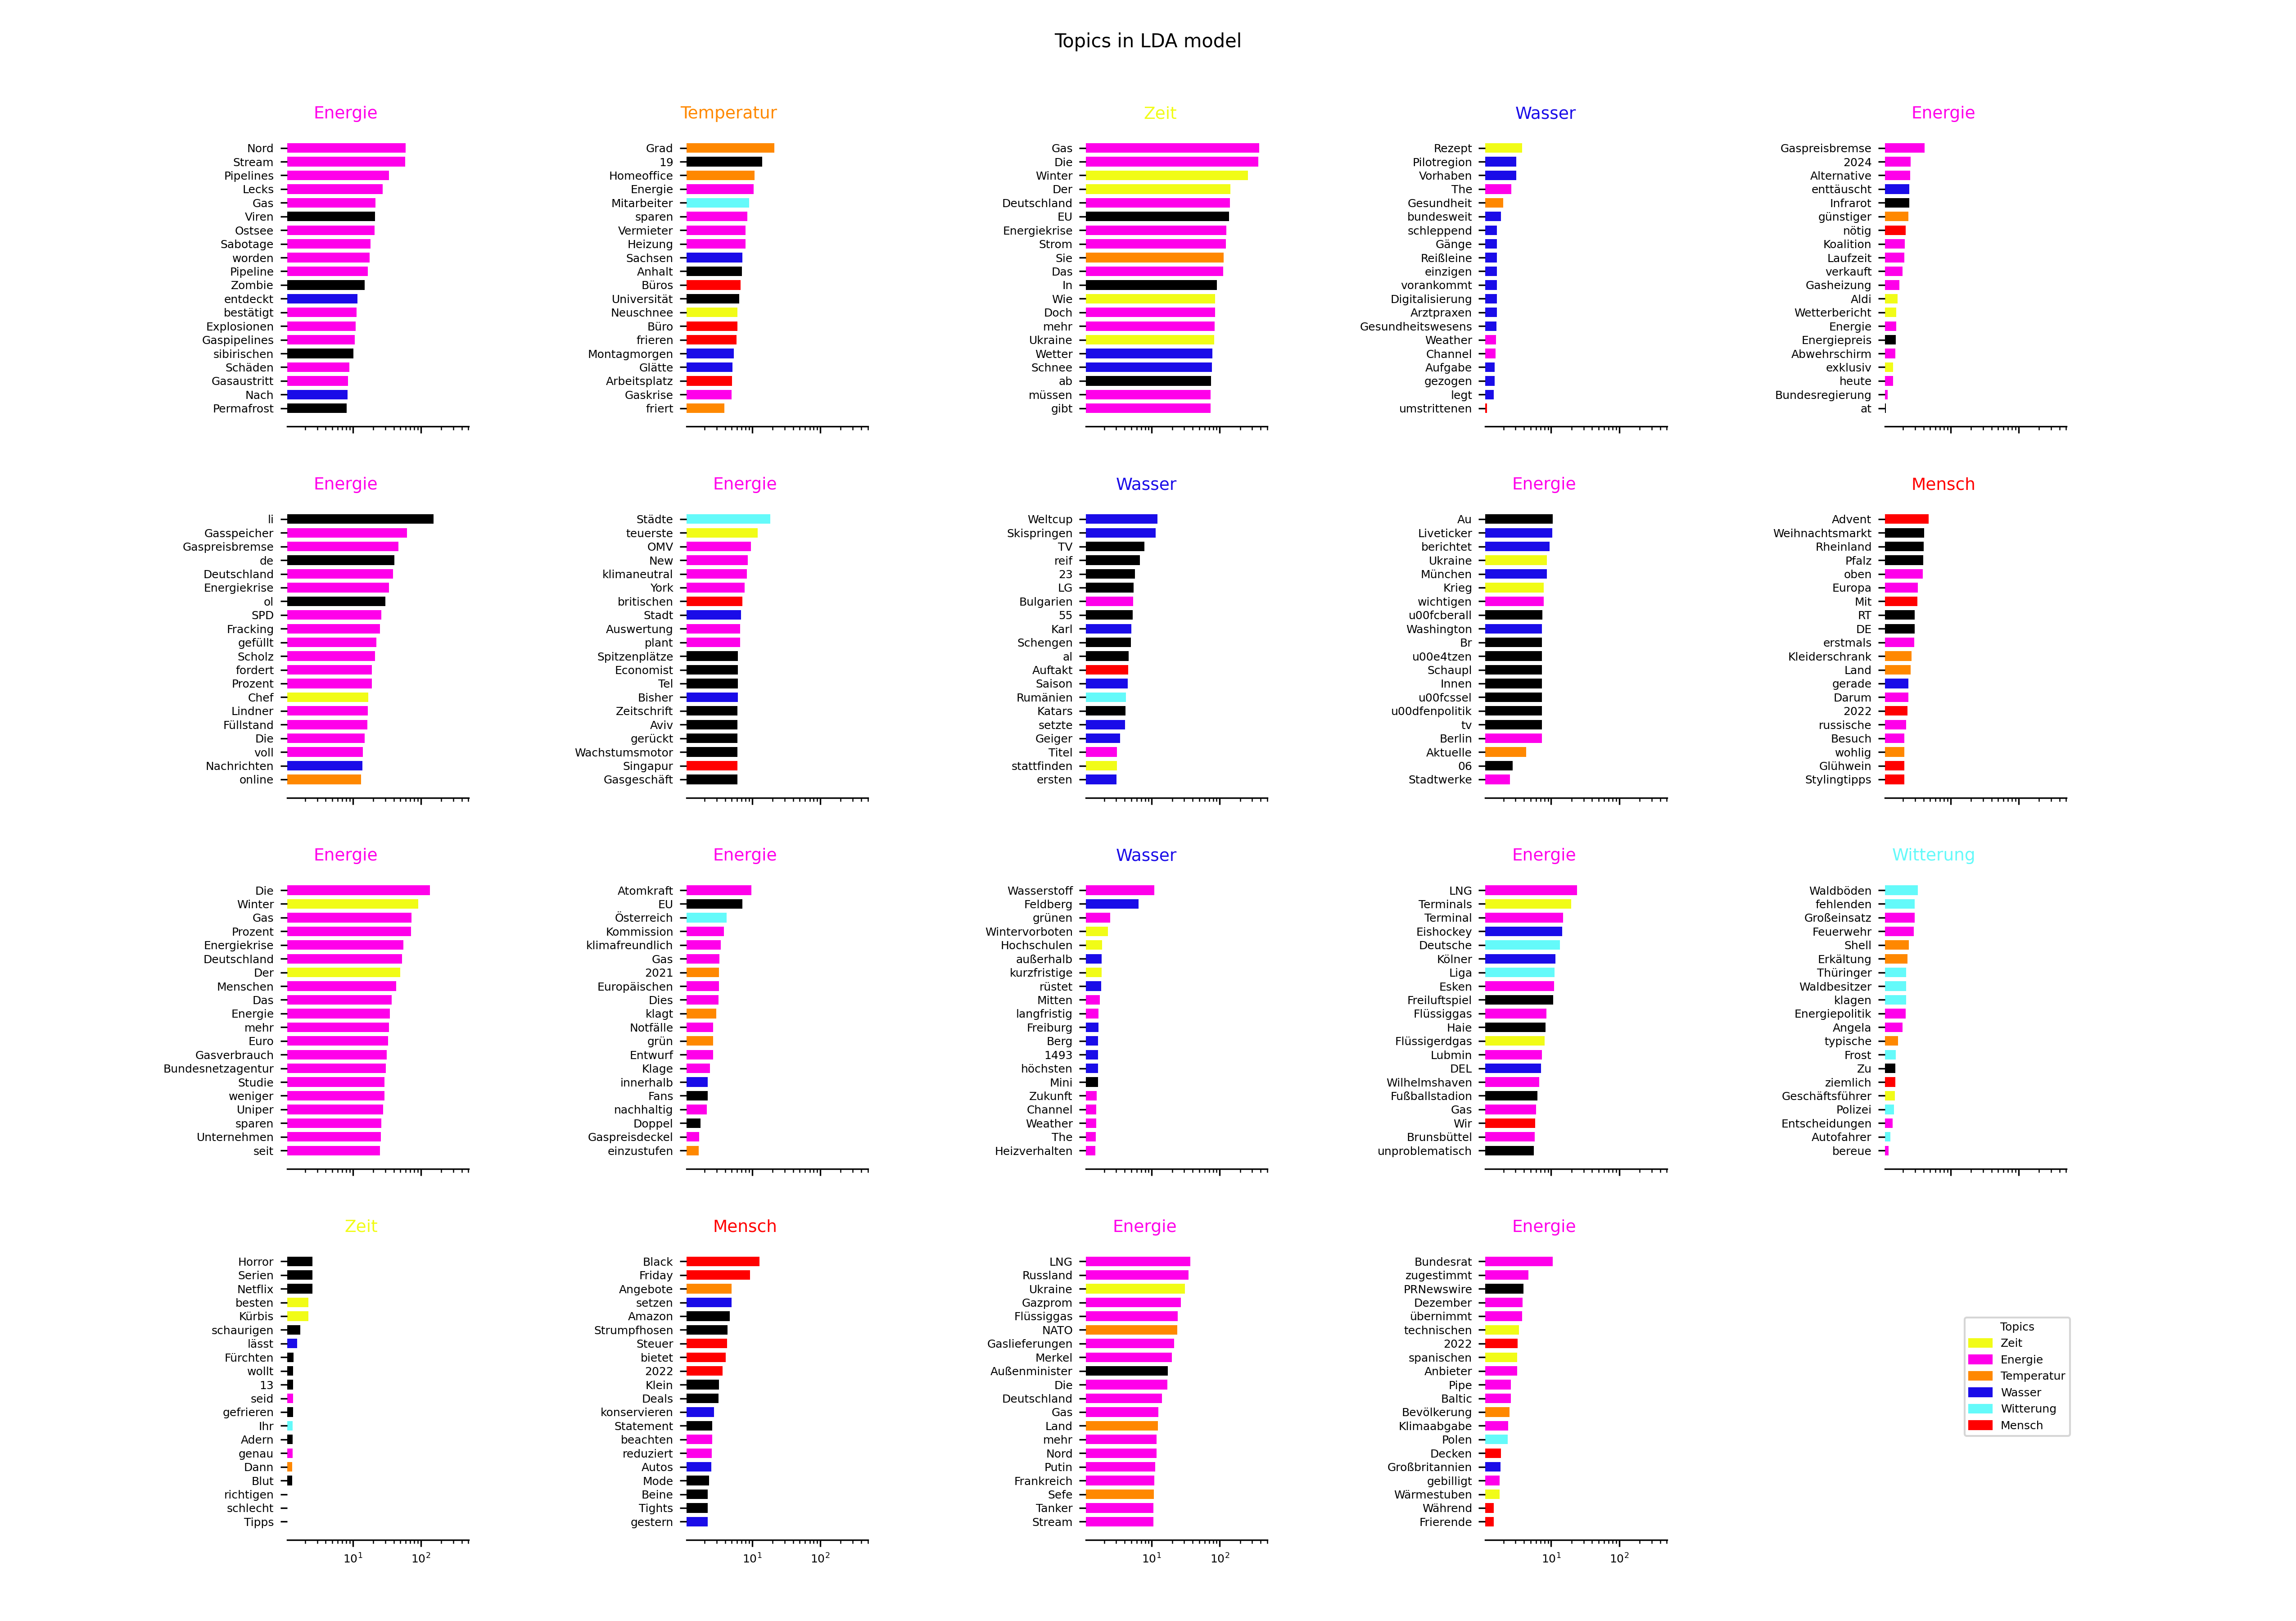 Topics in LDA model
Energie
Nord
Stream
Pipelines
Lecks
Gas
Viren
Ostsee
Sabotage
worden
Pipeline
Zombie
entdeckt
bestätigt
Explosionen
Gaspipelines
sibirischen
Schäden
Gasaustritt
Nach
Permafrost
Temperatur
Grad
19
Homeoffice
Energie
Mitarbeiter
sparen
Vermieter
Heizung
Sachsen
Anhalt
Büros
Universität
Neuschnee
Büro
frieren
Montagmorgen
Glätte
Arbeitsplatz
Gaskrise
friert
Zeit
Gas
Die
Winter
Der
Deutschland
EU
Energiekrise
Strom
Sie
Das
In
Wie
Doch
mehr
Ukraine
Wetter
Schnee
ab
müssen
gibt
Wasser
Rezept
Pilotregion
Vorhaben
The
Gesundheit
bundesweit
schleppend
Gänge
Reißleine
einzigen
vorankommt
Digitalisierung
Arztpraxen
Gesundheitswesens
Weather
Channel
Aufgabe
gezogen
legt
umstrittenen
Energie
Gaspreisbremse
2024
Alternative
enttäuscht
Infrarot
günstiger
nötig
Koalition
Laufzeit
verkauft
Gasheizung
Aldi
Wetterbericht
Energie
Energiepreis
Abwehrschirm
exklusiv
heute
Bundesregierung
at
Energie
li
Gasspeicher
Gaspreisbremse
de
Deutschland
Energiekrise
ol
SPD
Fracking
gefüllt
Scholz
fordert
Prozent
Chef
Lindner
Füllstand
Die
voll
Nachrichten
online
Energie
Städte
teuerste
OMV
New
klimaneutral
York
britischen
Stadt
Auswertung
plant
Spitzenplätze
Economist
Tel
Bisher
Zeitschrift
Aviv
gerückt
Wachstumsmotor
Singapur
Gasgeschäft
Wasser
Weltcup
Skispringen
TV
reif
23
LG
Bulgarien
55
Karl
Schengen
al
Auftakt
Saison
Rumänien
Katars
setzte
Geiger
Titel
stattfinden
ersten
Energie
Au
Liveticker
berichtet
Ukraine
München
Krieg
wichtigen
u00fcberall
Washington
Br
u00e4tzen
Schaupl
Innen
u00fcssel
u00dfenpolitik
tv
Berlin
Aktuelle
06
Stadtwerke
Mensch
Advent
Weihnachtsmarkt
Rheinland
Pfalz
oben
Europa
Mit
RT
DE
erstmals
Kleiderschrank
Land
gerade
Darum
2022
russische
Besuch
wohlig
Glühwein
Stylingtipps
Energie
Die
Winter
Gas
Prozent
Energiekrise
Deutschland
Der
Menschen
Das
Energie
mehr
Euro
Gasverbrauch
Bundesnetzagentur
Studie
weniger
Uniper
sparen
Unternehmen
seit
Energie
Atomkraft
EU
Österreich
Kommission
klimafreundlich
Gas
2021
Europäischen
Dies
klagt
Notfälle
grün
Entwurf
Klage
innerhalb
Fans
nachhaltig
Doppel
Gaspreisdeckel
einzustufen
Wasser
Wasserstoff
Feldberg
grünen
Wintervorboten
Hochschulen
außerhalb
kurzfristige
rüstet
Mitten
langfristig
Freiburg
Berg
1493
höchsten
Mini
Zukunft
Channel
Weather
The
Heizverhalten
Energie
LNG
Terminals
Terminal
Eishockey
Deutsche
Kölner
Liga
Esken
Freiluftspiel
Flüssiggas
Haie
Flüssigerdgas
Lubmin
DEL
Wilhelmshaven
Fußballstadion
Gas
Wir
Brunsbüttel
unproblematisch
Witterung
Waldböden
fehlenden
Großeinsatz
Feuerwehr
Shell
Erkältung
Thüringer
Waldbesitzer
klagen
Energiepolitik
Angela
typische
Frost
Zu
ziemlich
Geschäftsführer
Polizei
Entscheidungen
Autofahrer
bereue
Zeit
Horror
Serien
Netflix
besten
Kürbis
schaurigen
lässt
Fürchten
wollt
13
seid
gefrieren
Ihr
Adern
genau
Dann
Blut
richtigen
schlecht
Tipps
10¹ 10²
Mensch
Black
Friday
Angebote
setzen
Amazon
Strumpfhosen
Steuer
bietet
2022
Klein
Deals
konservieren
Statement
beachten
reduziert
Autos
Mode
Beine
Tights
gestern
10¹ 10²
Energie
LNG
Russland
Ukraine
Gazprom
Flüssiggas
NATO
Gaslieferungen
Merkel
Außenminister
Die
Deutschland
Gas
Land
mehr
Nord
Putin
Frankreich
Sefe
Tanker
Stream
10¹ 10²
Energie
Bundesrat
zugestimmt
PRNewswire
Dezember
übernimmt
technischen
2022
spanischen
Anbieter
Pipe
Baltic
Bevölkerung
Klimaabgabe
Polen
Decken
Großbritannien
gebilligt
Wärmestuben
Während
Frierende
10¹ 10²
Topics
Zeit
Energie
Temperatur
Wasser
Witterung
Mensch